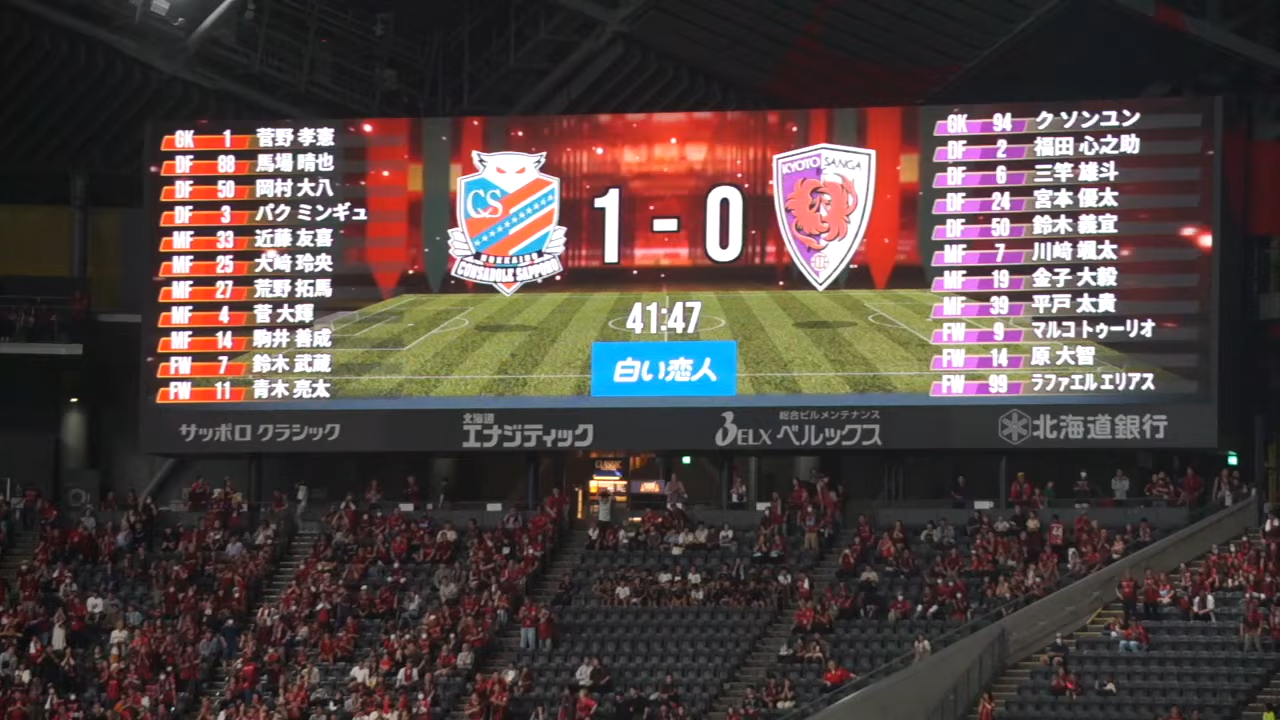 GK 1 菅野 孝憲
DF 88 馬場 晴也
DF 50 岡村 大八
DF 3 パク ミンギュ
MF 33 近藤 友喜
MF 25 大﨑 玲央
MF 27 荒野 拓馬
MF 4 菅 大輝
MF 14 駒井 善成
FW 7 鈴木 武蔵
FW 11 青木 亮太
CS
HOKKAIDO
CONSADOLE SAPPORO
1 - 0
KYOTO SANGA
41:47
白い恋人
GK 94 ク ソンユン
DF 2 福田 心之助
DF 6 三竿 雄斗
DF 24 宮本 優太
DF 50 鈴木 義宜
MF 7 川﨑 颯太
MF 19 金子 大毅
MF 39 平戸 太貴
FW 9 マルコ トゥーリオ
FW 14 原 大智
FW 99 ラファエル エリアス
サッポロ クラシック
北海道
エナジティック
総合ビルメンテナンス
BELX ベルックス
北海道銀行
CLASSIC